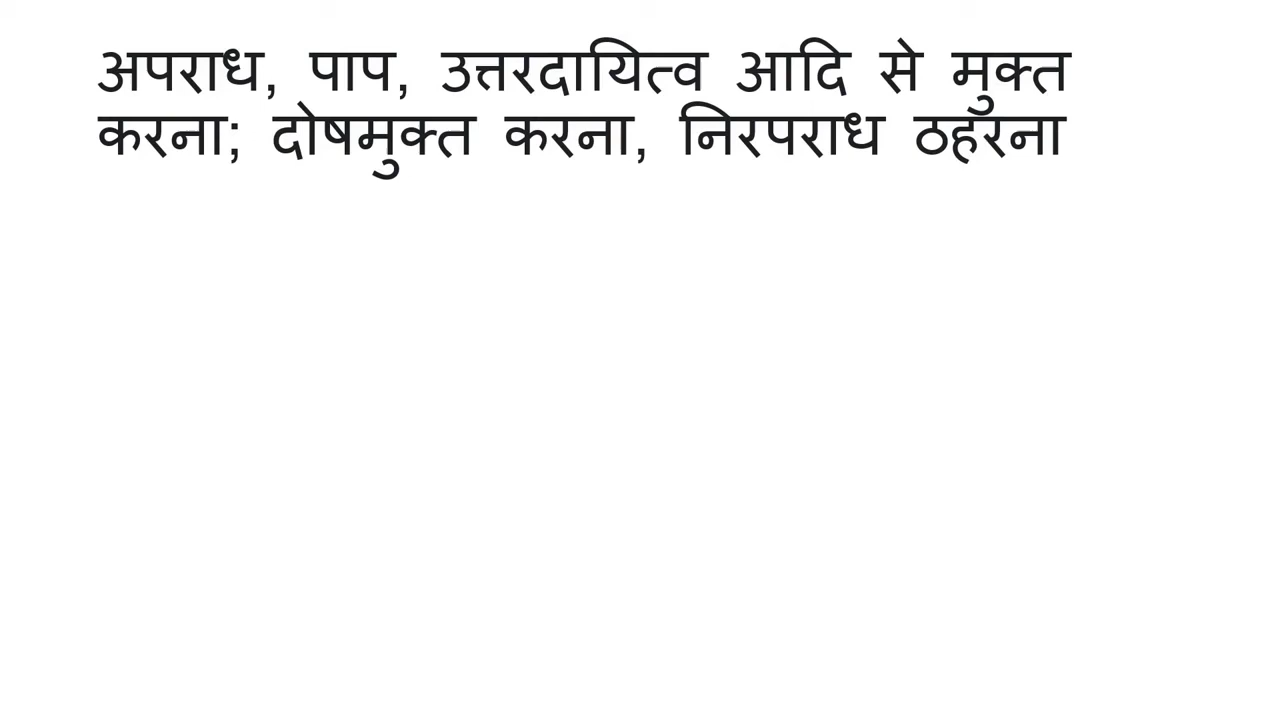 अपराध, पाप, उत्तरदायित्व आदि से मुक्त
करना; दोषमुक्त करना, निरपराध ठहरना